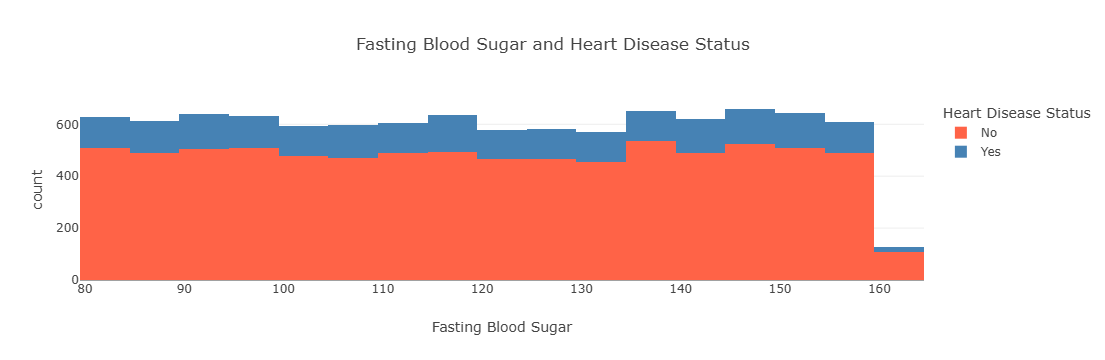 Fasting Blood Sugar and Heart Disease Status
Heart Disease Status
No
Yes
count
600
400
200
0
80 90 100 110 120 130 140 150 160
Fasting Blood Sugar